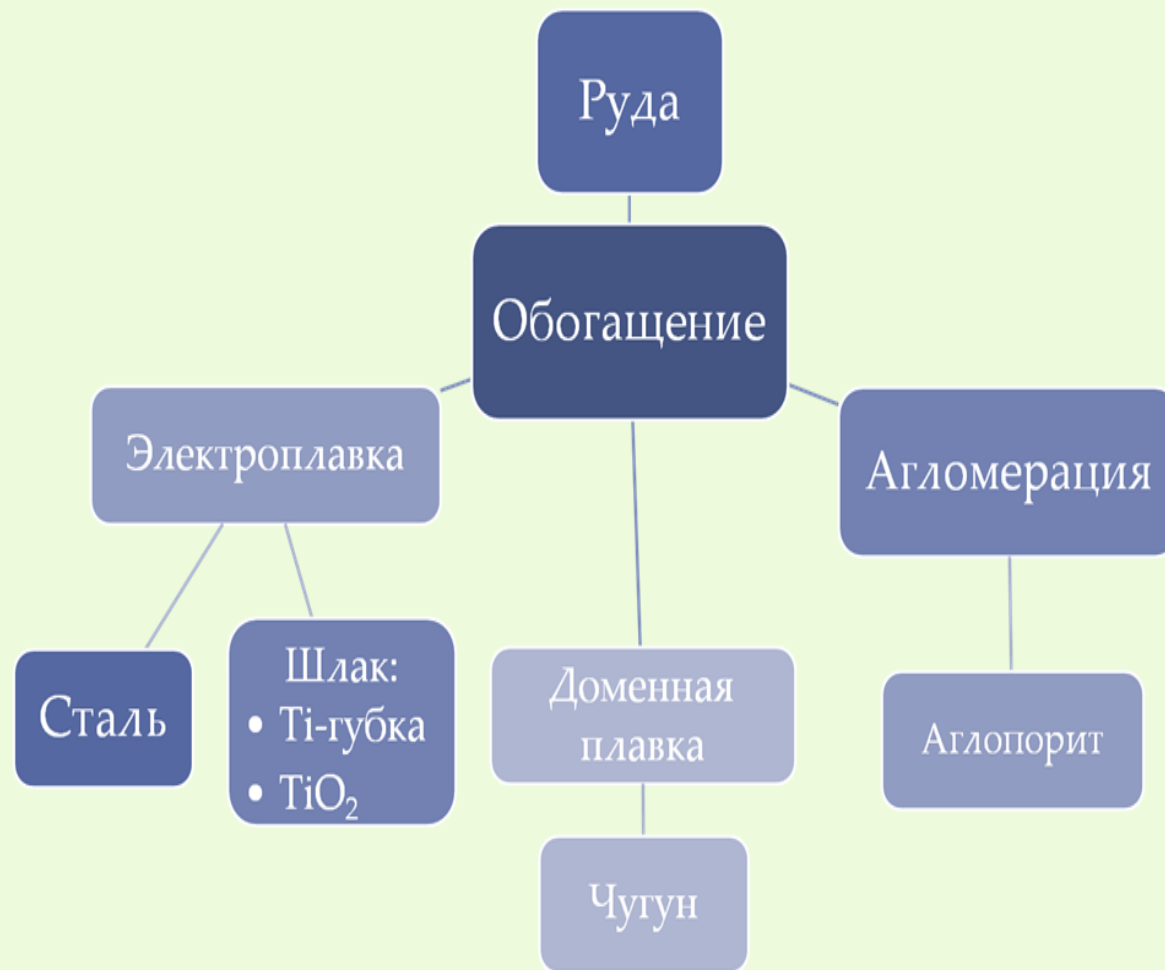 Руда
Обогащение
Электроплавка
Агломерация
Сталь
Шлак:
• Ti-губка
• TiO₂
Доменная
плавка
Аглопорит
Чугун